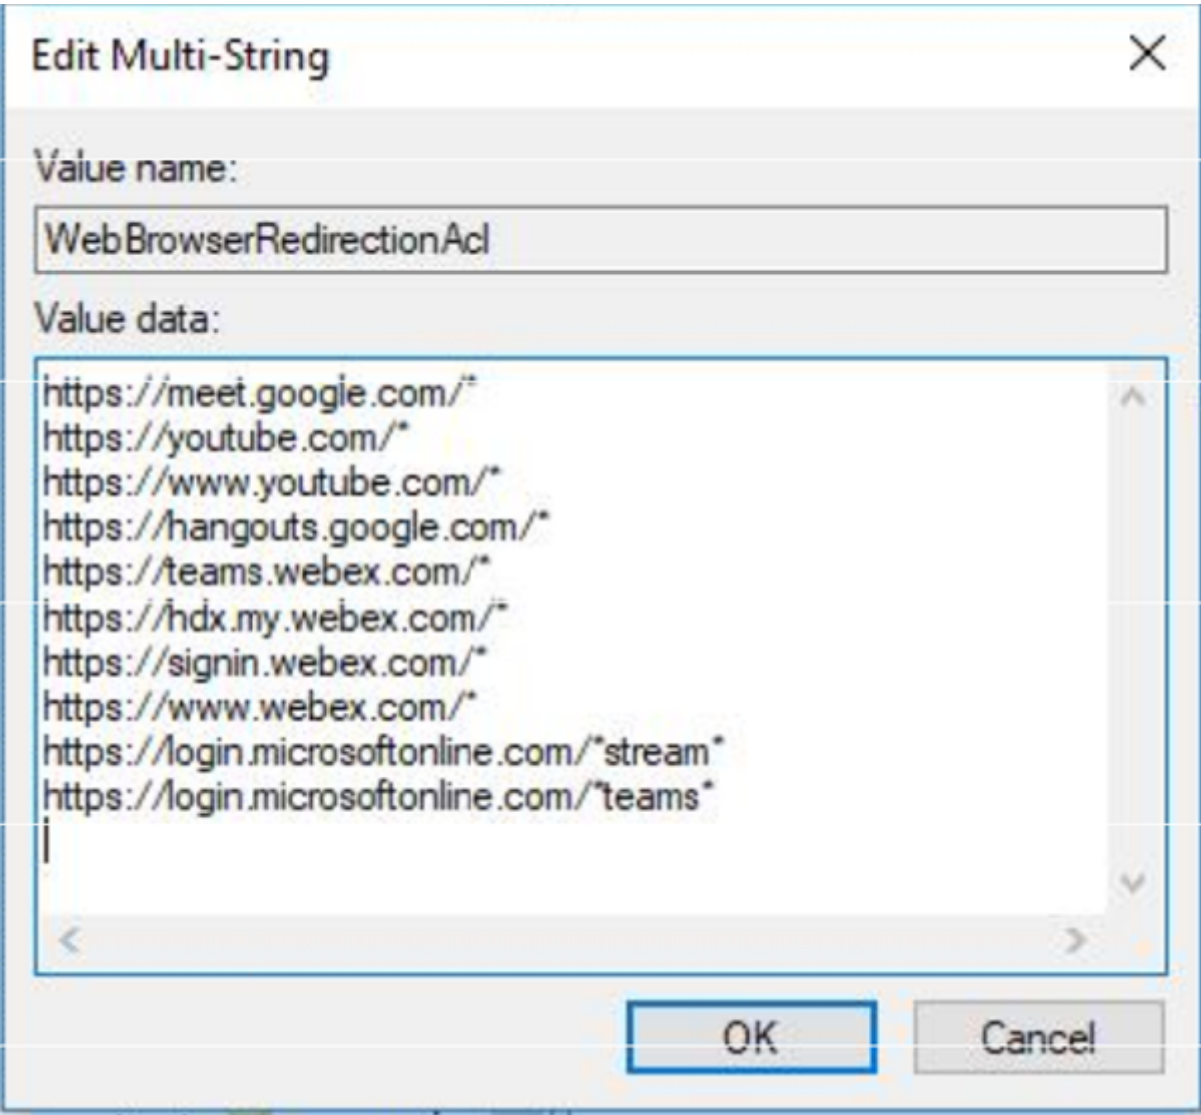 Edit Multi-String
Value name:
WebBrowserRedirectionAcl
Value data:
https://meet.google.com/*
https://youtube.com/*
https://www.youtube.com/*
https://hangouts.google.com/*
https://teams.webex.com/*
https://hdx.my.webex.com/*
https://signin.webex.com/*
https://www.webex.com/*
https://login.microsoftonline.com/*stream*
https://login.microsoftonline.com/*teams*
OK Cancel